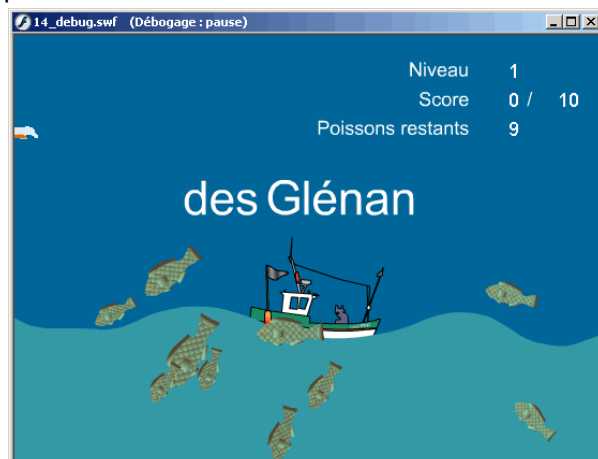 14_debug.swf (Débogage : pause)
Niveau 1
Score 0 / 10
Poissons restants 9
des Glénan